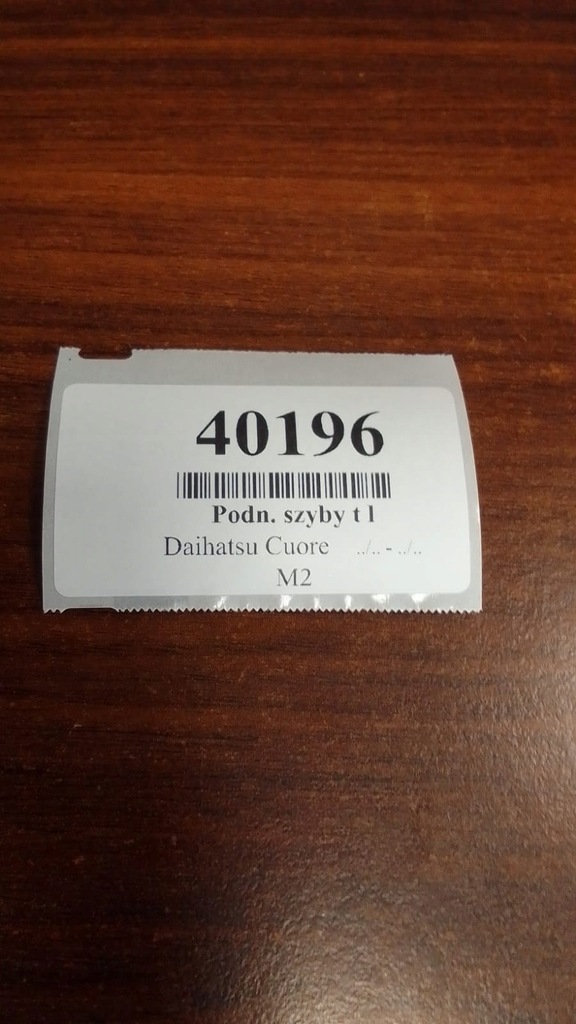 40196
Podn. szyby t l
Daihatsu Cuore ../.. - ../..
M2